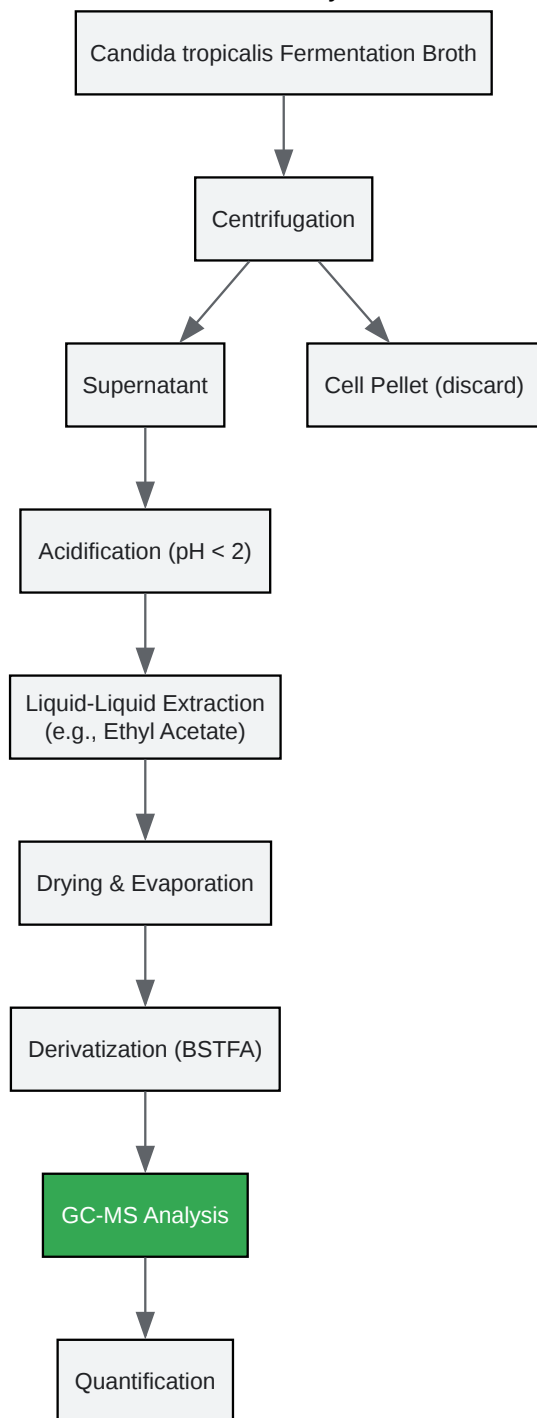 Candida tropicalis Fermentation Broth
Centrifugation
Supernatant
Cell Pellet (discard)
Acidification (pH < 2)
Liquid-Liquid Extraction
(e.g., Ethyl Acetate)
Drying & Evaporation
Derivatization (BSTFA)
GC-MS Analysis
Quantification